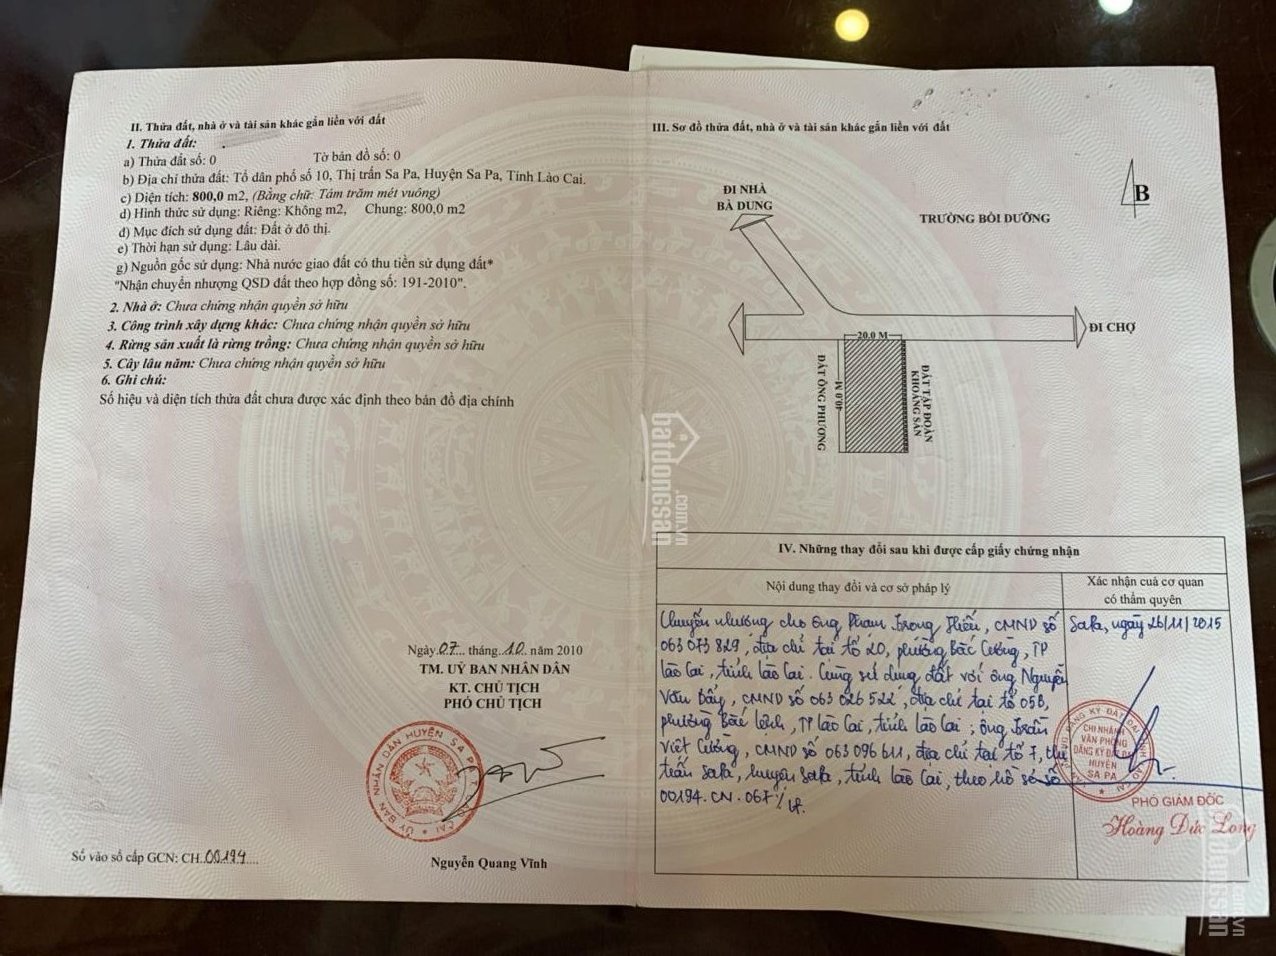 II. Thửa đất, nhà ở và tài sản khác gắn liền với đất
1. Thửa đất:
a) Thửa đất số: 0 Tờ bản đồ số: 0
b) Địa chỉ thửa đất: Tổ dân phố số 10, Thị trấn Sa Pa, Huyện Sa Pa, Tỉnh Lào Cai.
c) Diện tích: 800,0 m2, (Bằng chữ: Tám trăm mét vuông)
d) Hình thức sử dụng: Riêng: Không m2, Chung: 800,0 m2
đ) Mục đích sử dụng đất: Đất ở đô thị.
e) Thời hạn sử dụng: Lâu dài.
g) Nguồn gốc sử dụng: Nhà nước giao đất có thu tiền sử dụng đất*
"Nhận chuyển nhượng QSD đất theo hợp đồng số: 191-2010".
2. Nhà ở: Chưa chứng nhận quyền sở hữu
3. Công trình xây dựng khác: Chưa chứng nhận quyền sở hữu
4. Rừng sản xuất là rừng trồng: Chưa chứng nhận quyền sở hữu
5. Cây lâu năm: Chưa chứng nhận quyền sở hữu
6. Ghi chú:
Số hiệu và diện tích thửa đất chưa được xác định theo bản đồ địa chính
Ngày 07 tháng 10 năm 2010
TM. UỶ BAN NHÂN DÂN
KT. CHỦ TỊCH
PHÓ CHỦ TỊCH
ỦY BAN NHÂN DÂN HUYỆN SA PA
LÀO CAI
Nguyễn Quang Vĩnh
Số vào sổ cấp GCN: CH 00194
III. Sơ đồ thửa đất, nhà ở và tài sản khác gắn liền với đất
ĐI NHÀ
BÀ DUNG
TRƯỜNG BỒI DƯỠNG
B
ĐI CHỢ
20.0 M
40.0 M
ĐẤT ÔNG PHƯƠNG
ĐẤT TẬP ĐOÀN
KHOÁNG SẢN
batdongsan
.com.vn
IV. Những thay đổi sau khi được cấp giấy chứng nhận
Nội dung thay đổi và cơ sở pháp lý
Xác nhận của cơ quan
có thẩm quyền
Chuyển nhượng cho ông Phạm Trọng Hiếu, CMND số
063 073 829, địa chỉ tại tổ 20, phường Bắc Cường, TP
Lào Cai, tỉnh Lào Cai. Cùng sử dụng đất với ông Nguyễn
Văn Đẩy, CMND số 063 026 522, địa chỉ tại tổ 05B,
phường Bắc Lệnh, TP Lào Cai, tỉnh Lào Cai; ông Trần
Việt Cường, CMND số 063 096 611, địa chỉ tại tổ 7, thị
trấn SaPa, huyện SaPa, tỉnh Lào Cai, theo hồ sơ số
00194.CN.067
SaPa, ngày 26/11/2015
CHI NHÁNH
VĂN PHÒNG
ĐĂNG KÝ ĐẤT ĐAI
HUYỆN
SA PA
PHÓ GIÁM ĐỐC
Hoàng Đức Long
batdongsan
.com.vn